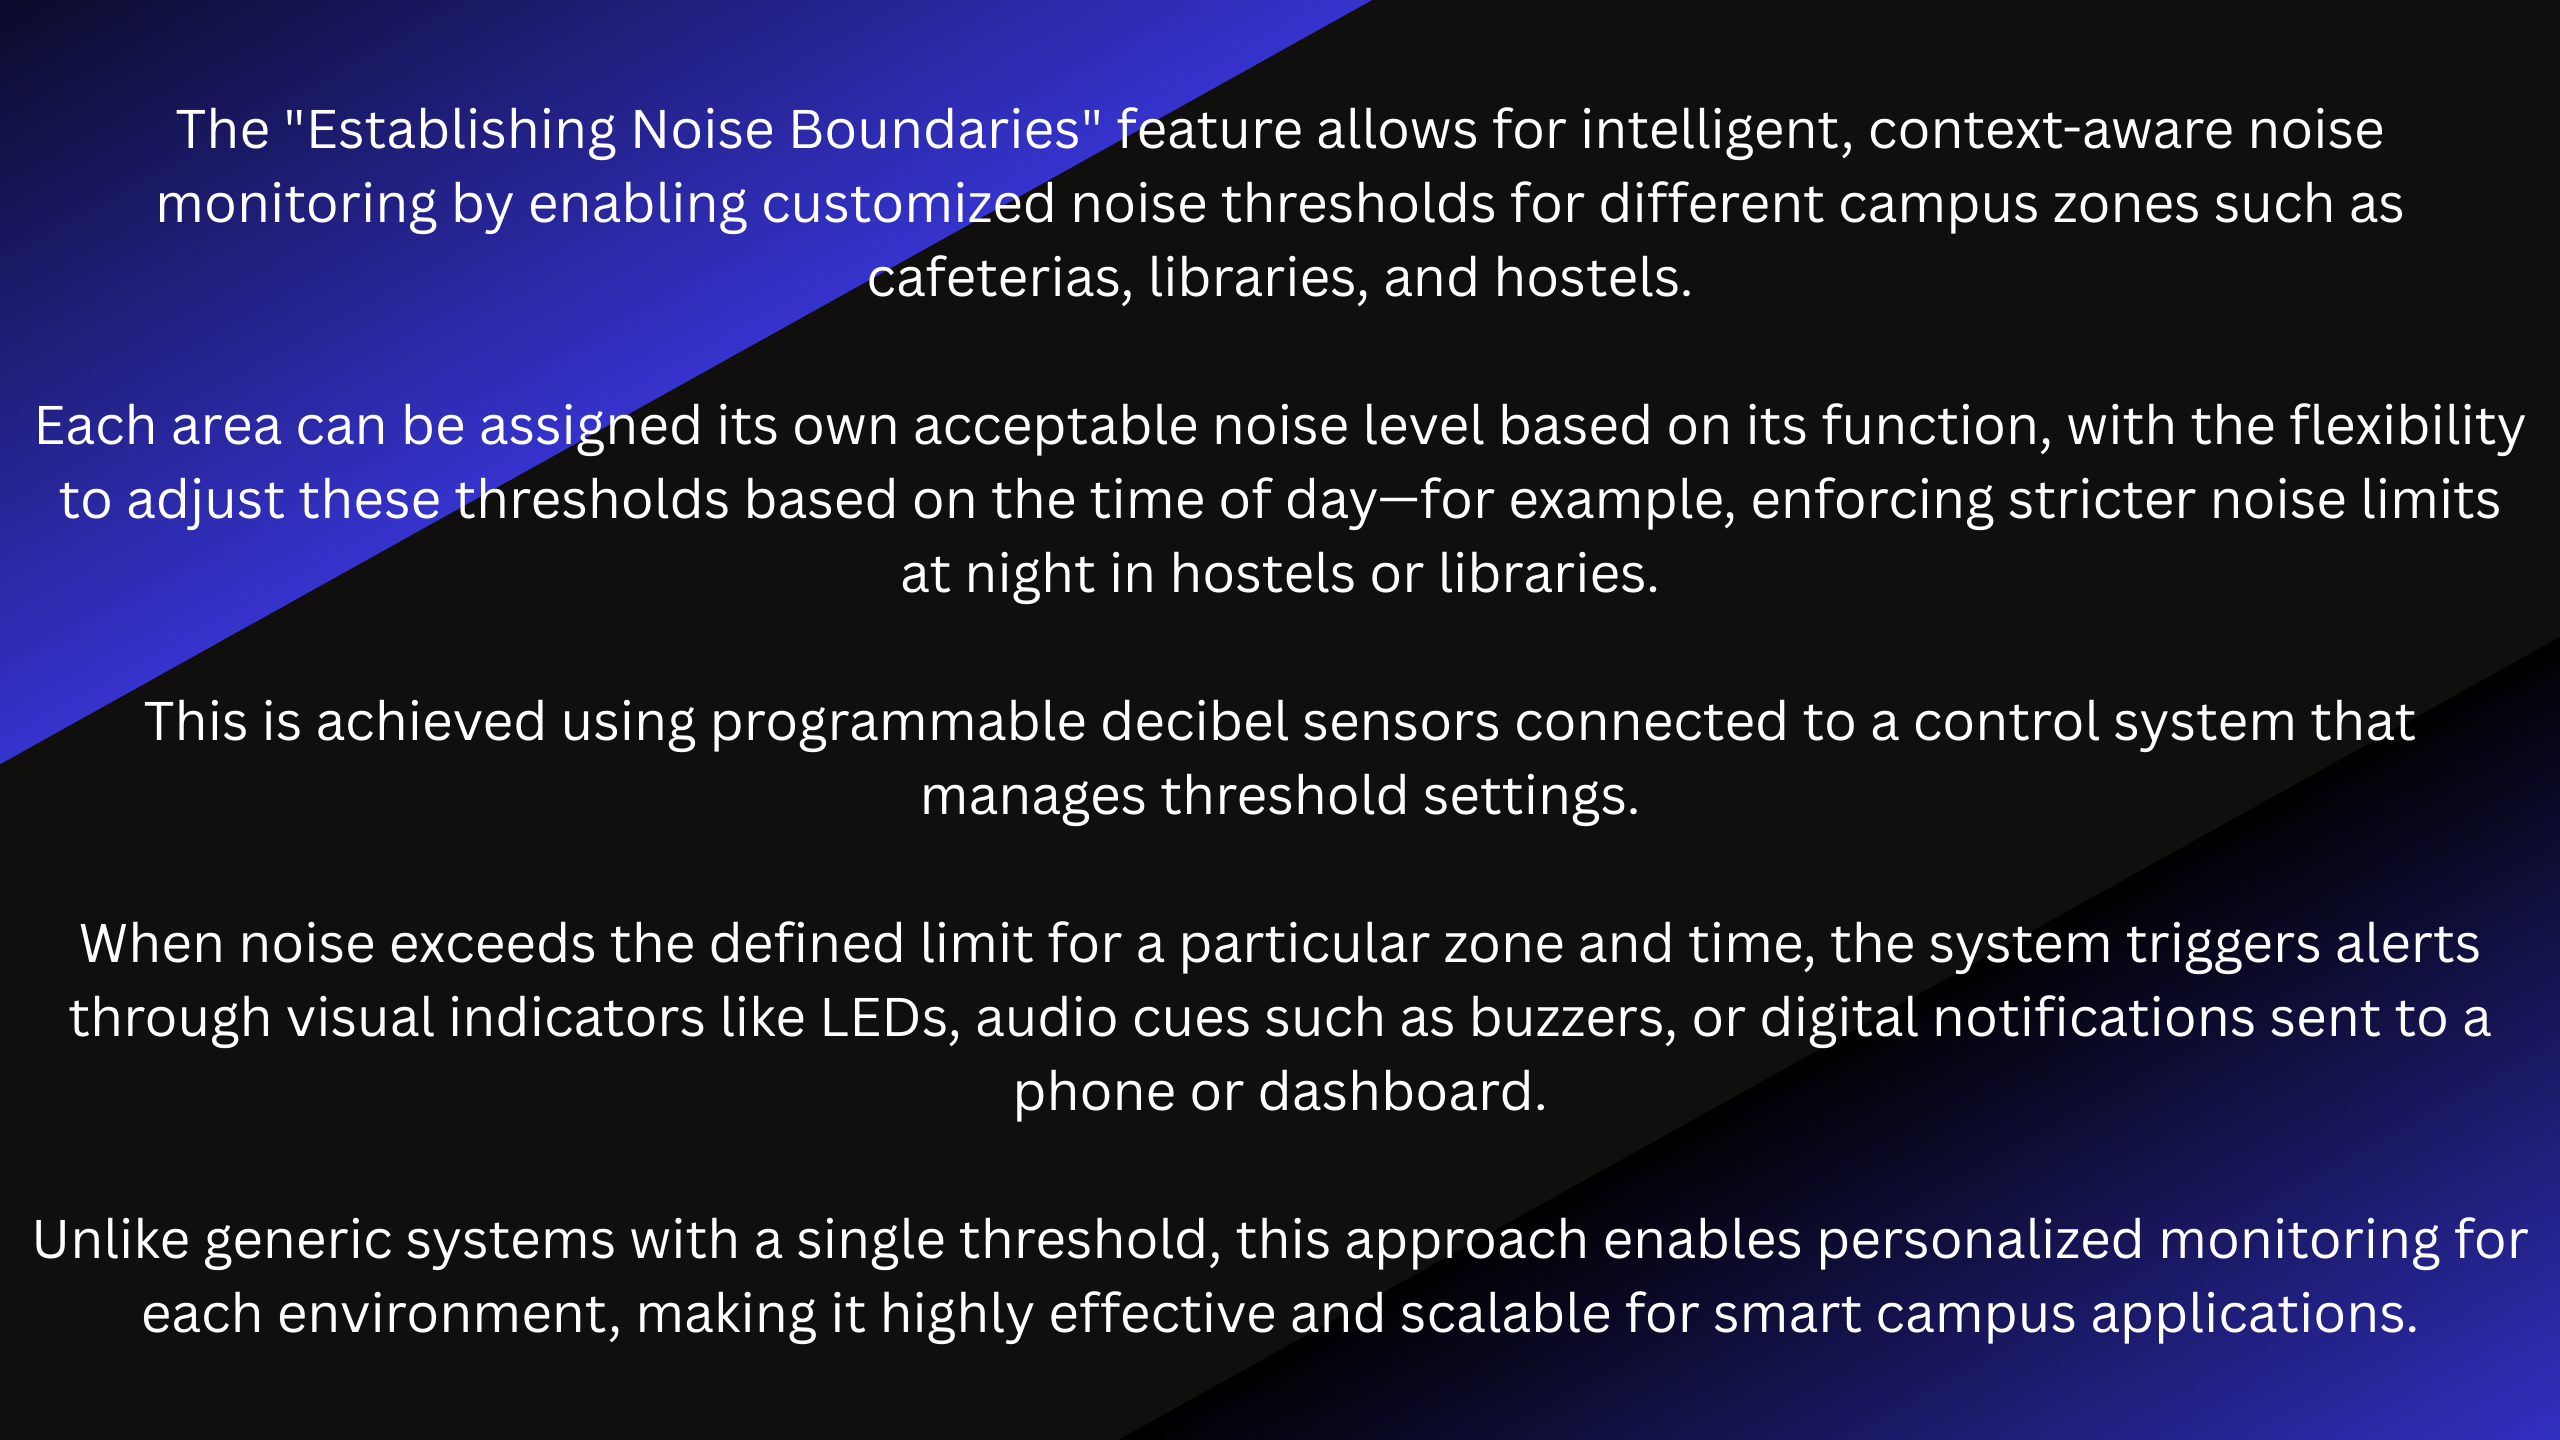 The "Establishing Noise Boundaries" feature allows for intelligent, context-aware noise
monitoring by enabling customized noise thresholds for different campus zones such as
cafeterias, libraries, and hostels.
Each area can be assigned its own acceptable noise level based on its function, with the flexibility
to adjust these thresholds based on the time of day—for example, enforcing stricter noise limits
at night in hostels or libraries.
This is achieved using programmable decibel sensors connected to a control system that
manages threshold settings.
When noise exceeds the defined limit for a particular zone and time, the system triggers alerts
through visual indicators like LEDs, audio cues such as buzzers, or digital notifications sent to a
phone or dashboard.
Unlike generic systems with a single threshold, this approach enables personalized monitoring for
each environment, making it highly effective and scalable for smart campus applications.